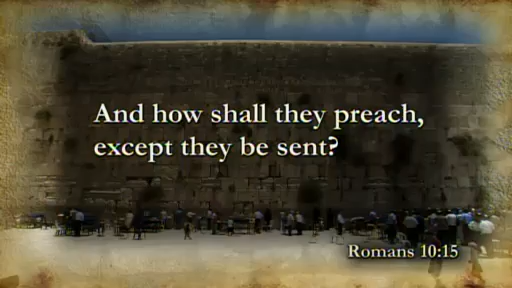 And how shall they preach,
except they be sent?
Romans 10:15